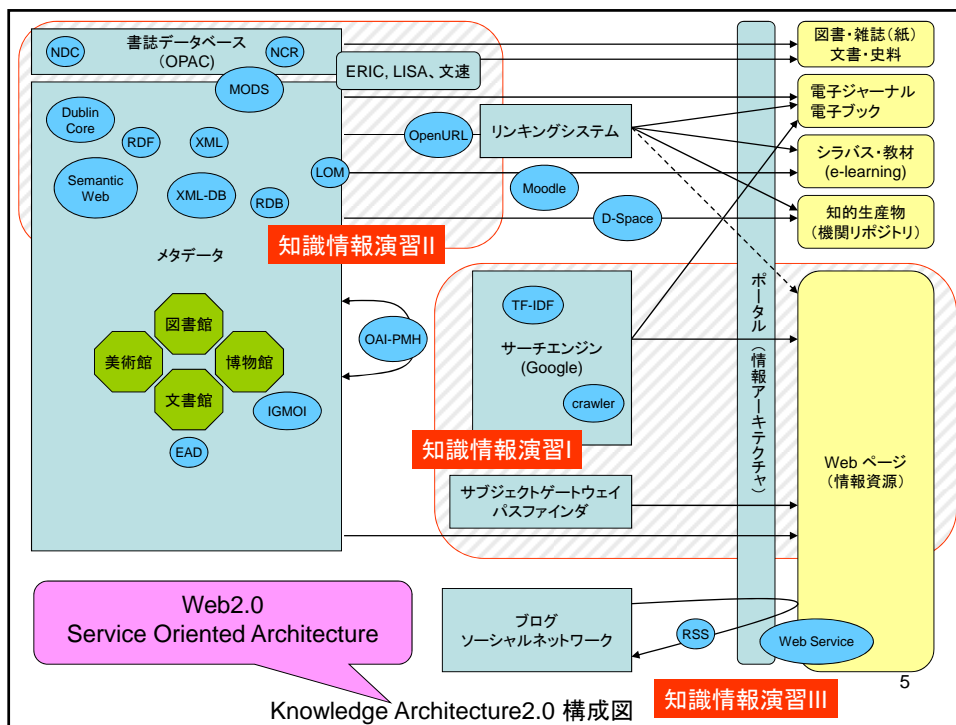 NDC
書誌データベース
(OPAC)
NCR
MODS
ERIC, LISA、文速
Dublin
Core
RDF
XML
Semantic
Web
XML-DB
RDB
LOM
OpenURL
リンキングシステム
Moodle
D-Space
知識情報演習II
メタデータ
図書館
美術館
博物館
文書館
IGMOI
EAD
OAI-PMH
TF-IDF
サーチエンジン
(Google)
crawler
知識情報演習I
サブジェクトゲートウェイ
パスファインダ
ポータル(情報アーキテクチャ)
図書・雑誌(紙)
文書・史料
電子ジャーナル
電子ブック
シラバス・教材
(e-learning)
知的生産物
(機関リポジトリ)
Web ページ
(情報資源)
Web2.0
Service Oriented Architecture
ブログ
ソーシャルネットワーク
RSS
Web Service
知識情報演習III
5
Knowledge Architecture2.0 構成図